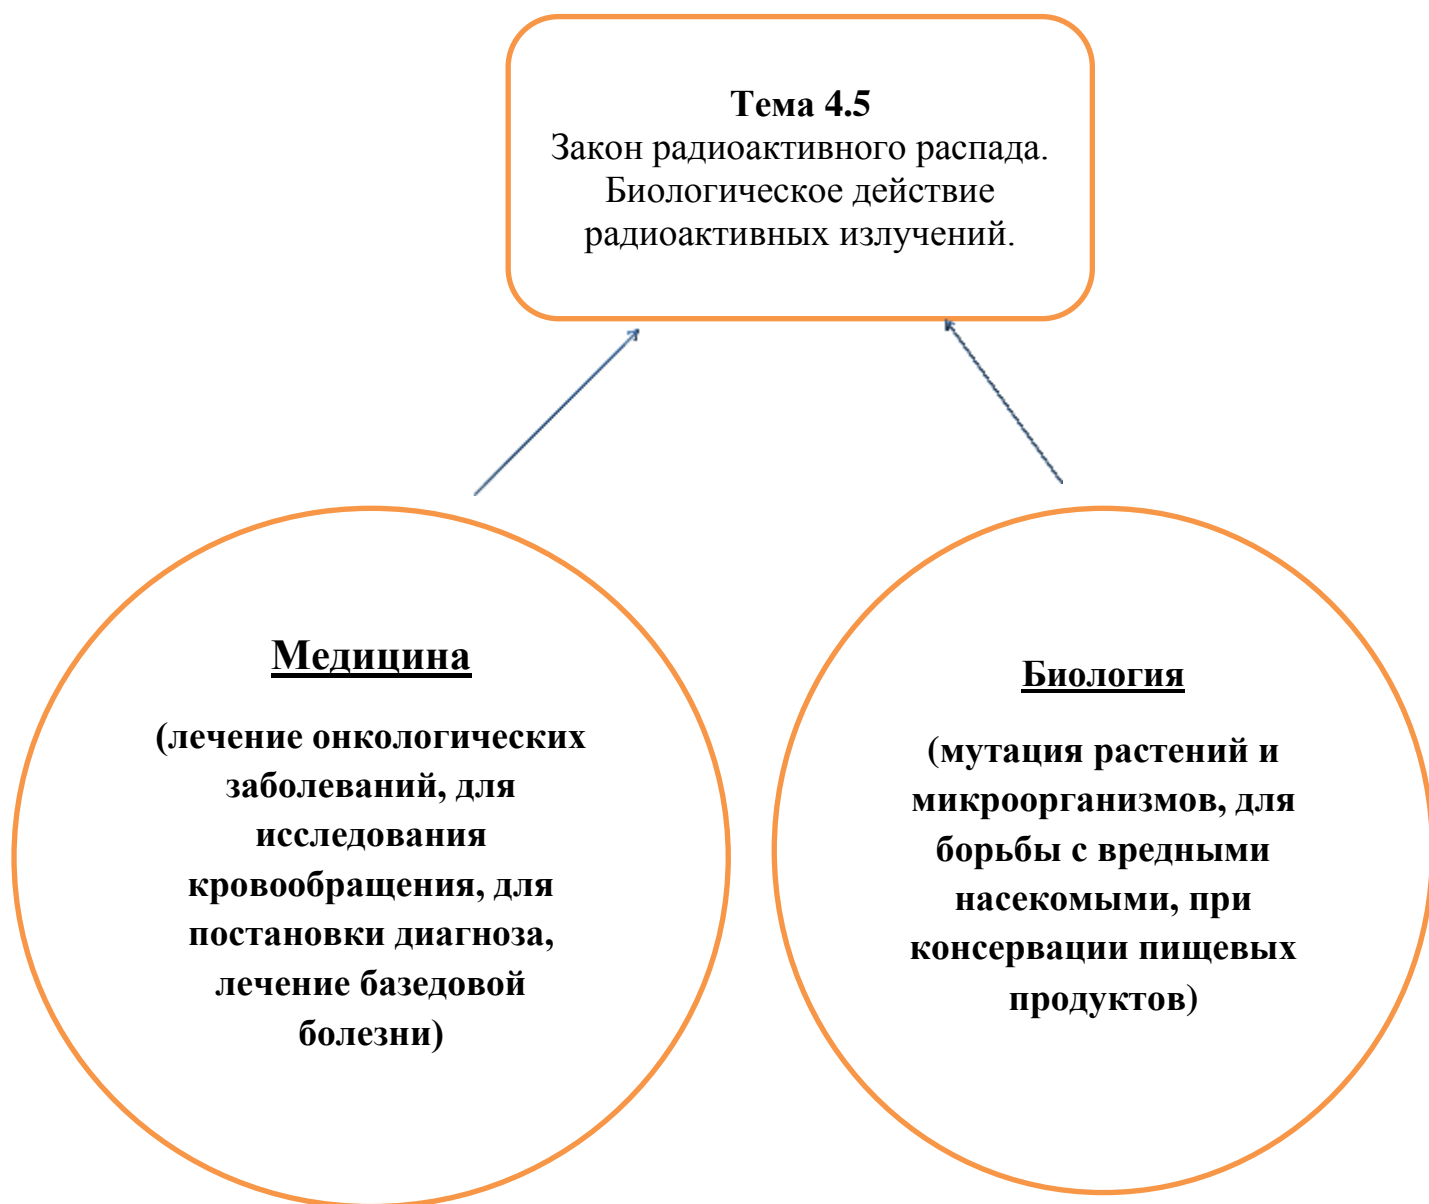 Тема 4.5
Закон радиоактивного распада.
Биологическое действие
радиоактивных излучений.
Медицина
(лечение онкологических
заболеваний, для
исследования
кровообращения, для
постановки диагноза,
лечение базедовой
болезни)
Биология
(мутация растений и
микроорганизмов, для
борьбы с вредными
насекомыми, при
консервации пищевых
продуктов)